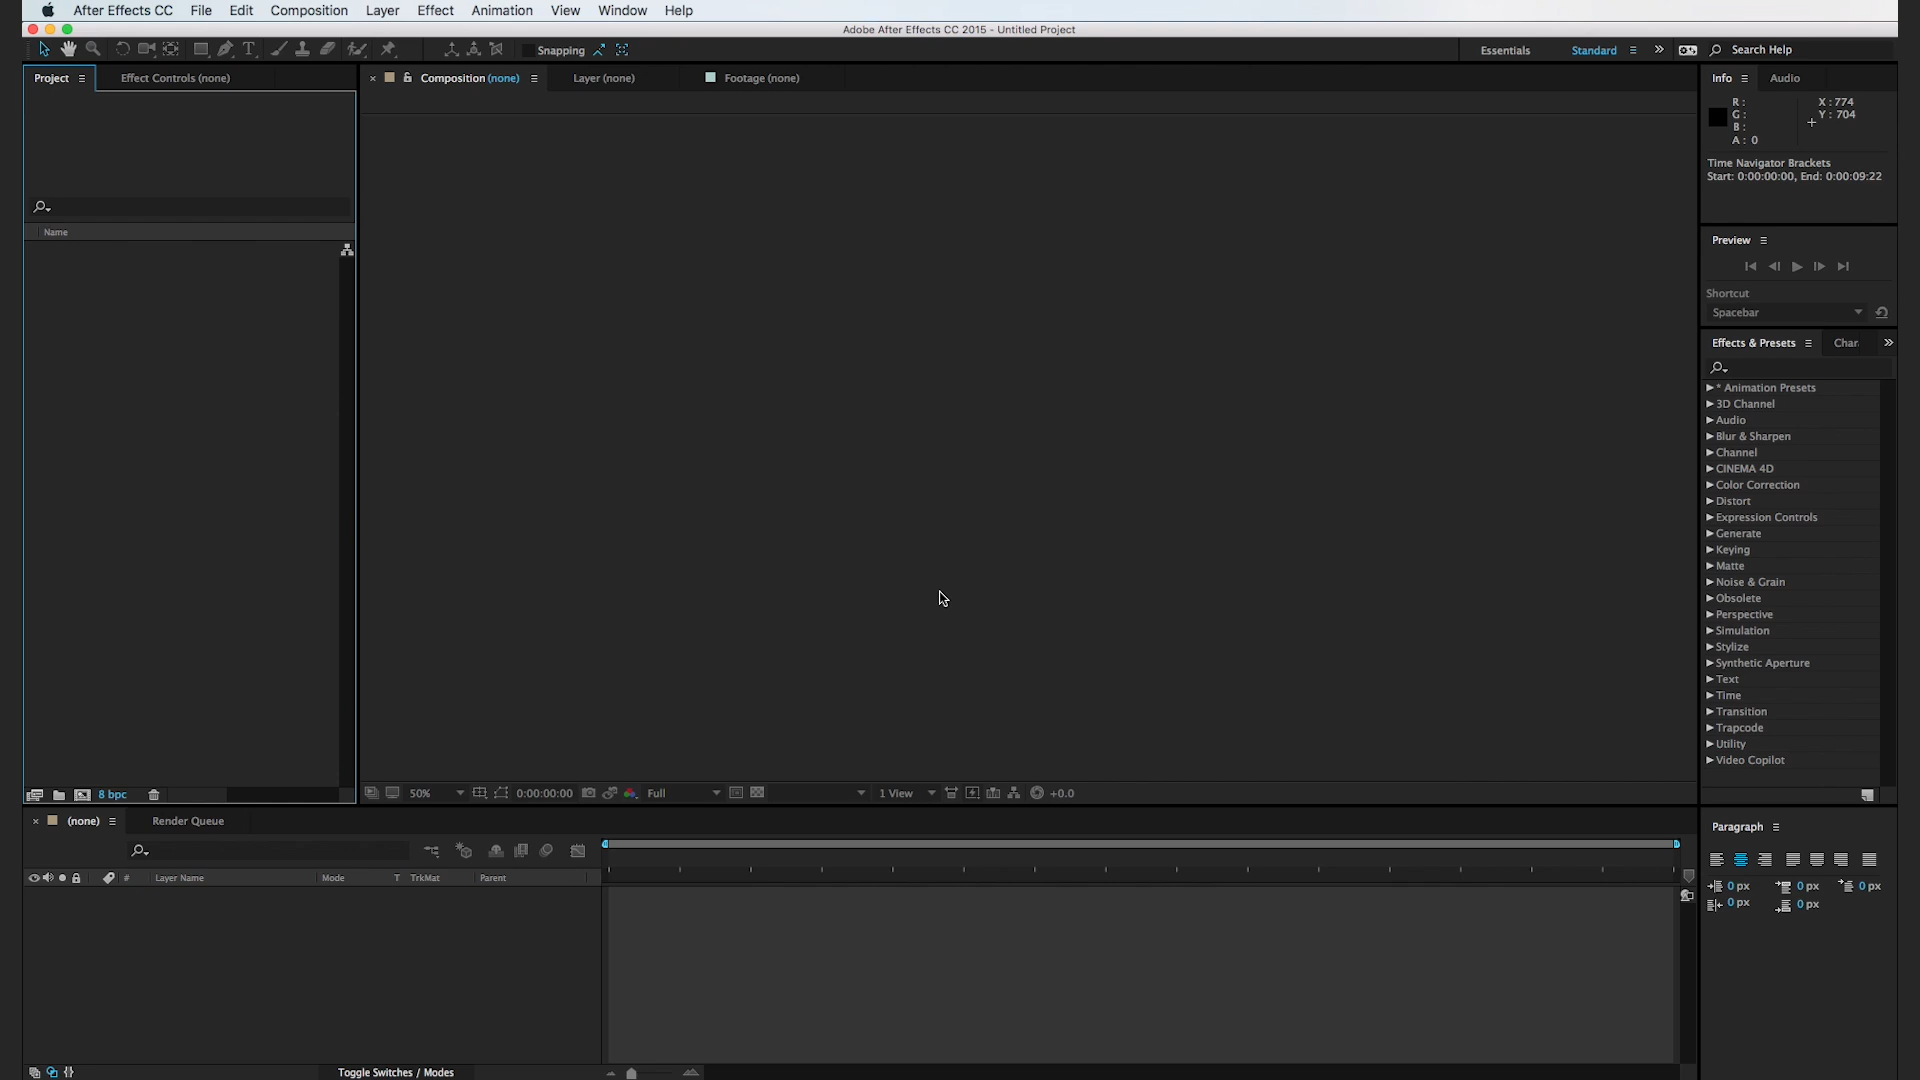 After Effects CC File Edit Composition Layer Effect Animation View Window Help
Adobe After Effects CC 2015 - Untitled Project
T Snapping Essentials Standard Search Help
Project Effect Controls (none) Composition (none) Layer (none) Footage (none) Info Audio
R : X : 774
G : Y : 704
B :
A : 0
Time Navigator Brackets
Start: 0:00:00:00, End: 0:00:09:22
Name
Preview
Shortcut
Spacebar
Effects & Presets Char
* Animation Presets
3D Channel
Audio
Blur & Sharpen
Channel
CINEMA 4D
Color Correction
Distort
Expression Controls
Generate
Keying
Matte
Noise & Grain
Obsolete
Perspective
Simulation
Stylize
Synthetic Aperture
Text
Time
Transition
Trapcode
Utility
Video Copilot
8 bpc 50% 0:00:00:00 Full 1 View +0.0
(none) Render Queue
Paragraph
# Layer Name Mode T TrkMat Parent
0 px 0 px 0 px
0 px 0 px
Toggle Switches / Modes